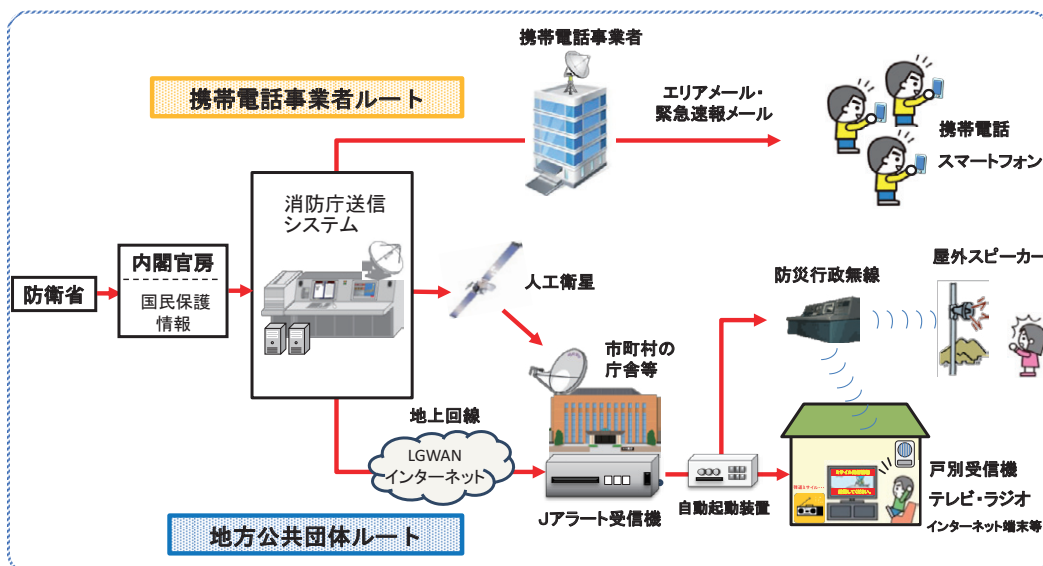 携帯電話事業者
携帯電話事業者ルート
エリアメール・
緊急速報メール
携帯電話
スマートフォン
消防庁送信
システム
防衛省
内閣官房
国民保護
情報
人工衛星
防災行政無線
屋外スピーカー
市町村の
庁舎等
地上回線
LGWAN
インターネット
Jアラート受信機
自動起動装置
戸別受信機
テレビ・ラジオ
インターネット端末等
地方公共団体ルート